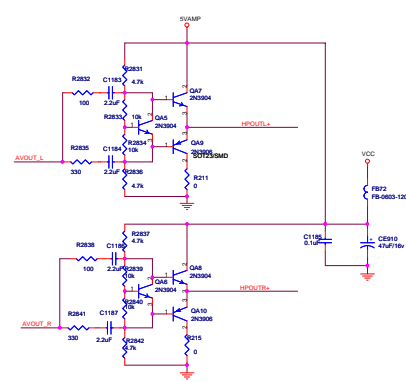 5VAMP
R2831
4.7k
R2832
100
C1183
2.2uF
QA7
2N3904
R2833
10k
QA5
2N3904
HPOUTL+
R2834
10k
QA9
2N3906
SOT23/SMD
R2835
330
C1184
2.2uF
R2836
4.7k
AVOUT_L
R211
0
VCC
FB72
FB-0603-120
R2837
4.7k
R2838
100
C1186
2.2uF
R2839
10k
QA8
2N3904
QA6
2N3904
HPOUTR+
C1185
0.1uF
CE910
47uF/16v
R2840
10k
QA10
2N3906
AVOUT_R
R2841
330
C1187
2.2uF
R2842
4.7k
R215
0